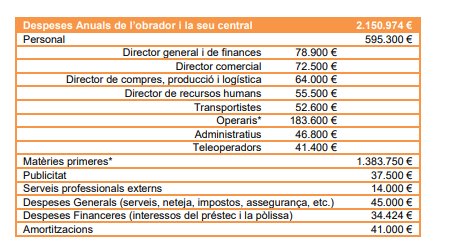 Despeses Anuals de l'obrador i la seu central 2.150.974 €
Personal 595.300 €
Director general i de finances 78.900 €
Director comercial 72.500 €
Director de compres, producció i logística 64.000 €
Director de recursos humans 55.500 €
Transportistes 52.600 €
Operaris* 183.600 €
Administratius 46.800 €
Teleoperadors 41.400 €
Matèries primeres* 1.383.750 €
Publicitat 37.500 €
Serveis professionals externs 14.000 €
Despeses Generals (serveis, neteja, impostos, assegurança, etc.) 45.000 €
Despeses Financeres (interessos del préstec i la pòlissa) 34.424 €
Amortitzacions 41.000 €